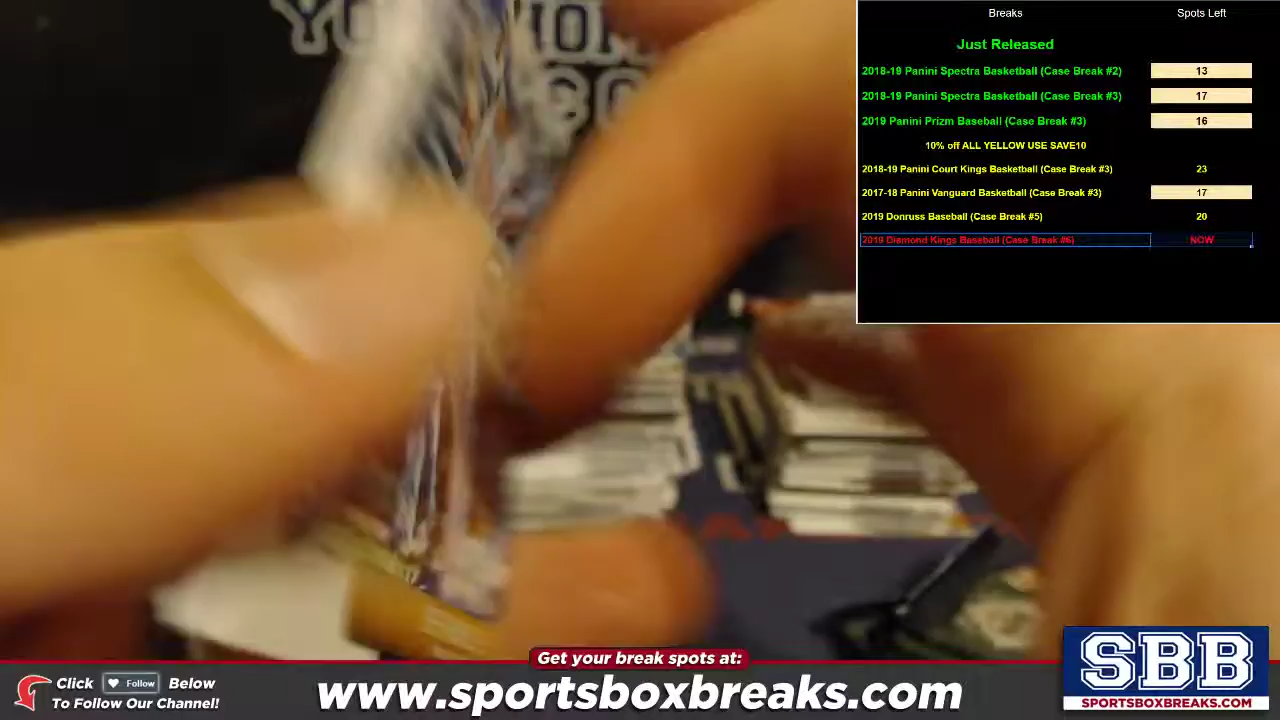 Breaks Spots Left
Just Released
2018-19 Panini Spectra Basketball (Case Break #2) 13
2018-19 Panini Spectra Basketball (Case Break #3) 17
2019 Panini Prizm Baseball (Case Break #3) 16
10% off ALL YELLOW USE SAVE10
2018-19 Panini Court Kings Basketball (Case Break #3) 23
2017-18 Panini Vanguard Basketball (Case Break #3) 17
2019 Donruss Baseball (Case Break #5) 20
2019 Diamond Kings Baseball (Case Break #6) NOW
Get your break spots at:
Click Follow Below
To Follow Our Channel!
www.sportsboxbreaks.com
SBB
SPORTSBOXBREAKS.COM